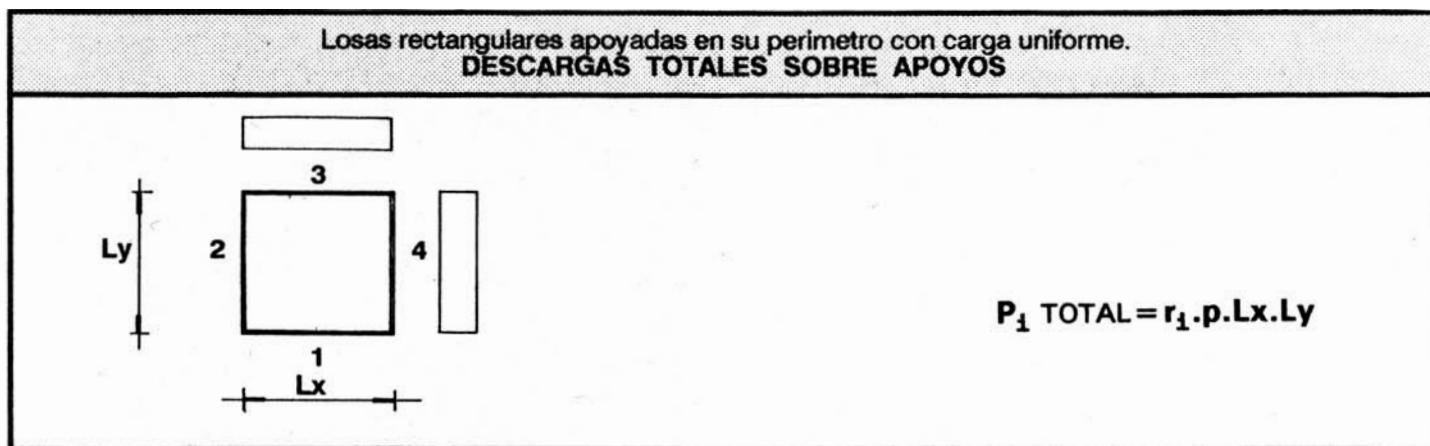 Losas rectangulares apoyadas en su perimetro con carga uniforme.
DESCARGAS TOTALES SOBRE APOYOS
3
Ly
2
4
P₁ TOTAL = r₁.p.Lx.Ly
1
Lx